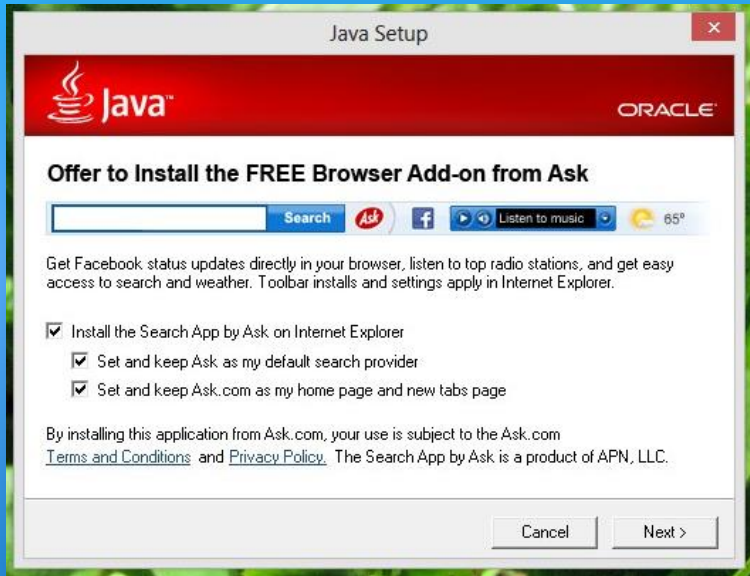 Java Setup
Java™
ORACLE®
Offer to Install the FREE Browser Add-on from Ask
Search Ask f Listen to music 65°
Get Facebook status updates directly in your browser, listen to top radio stations, and get easy
access to search and weather. Toolbar installs and settings apply in Internet Explorer.
Install the Search App by Ask on Internet Explorer
Set and keep Ask as my default search provider
Set and keep Ask.com as my home page and new tabs page
By installing this application from Ask.com, your use is subject to the Ask.com
Terms and Conditions and Privacy Policy. The Search App by Ask is a product of APN, LLC.
Cancel Next >